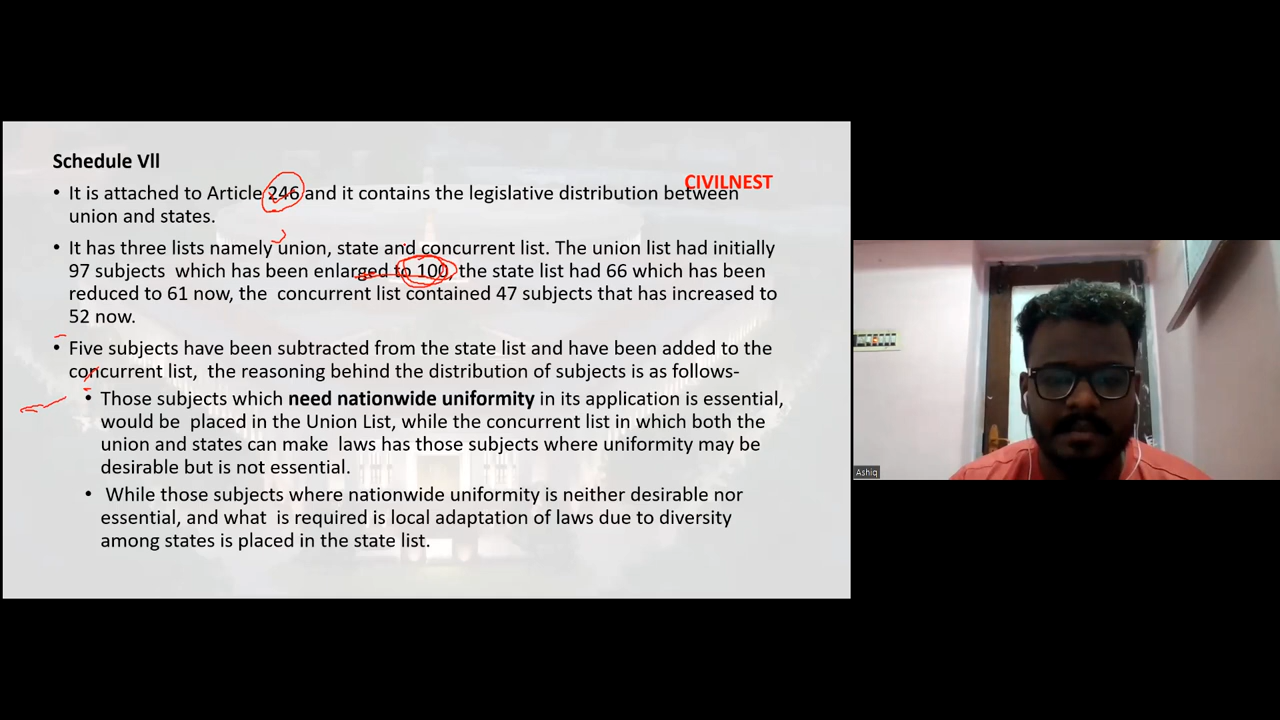 Schedule Vll
CIVILNEST
• It is attached to Article 246 and it contains the legislative distribution between
union and states.
• It has three lists namely union, state and concurrent list. The union list had initially
97 subjects which has been enlarged to 100, the state list had 66 which has been
reduced to 61 now, the concurrent list contained 47 subjects that has increased to
52 now.
• Five subjects have been subtracted from the state list and have been added to the
concurrent list, the reasoning behind the distribution of subjects is as follows-
• Those subjects which need nationwide uniformity in its application is essential,
would be placed in the Union List, while the concurrent list in which both the
union and states can make laws has those subjects where uniformity may be
desirable but is not essential.
• While those subjects where nationwide uniformity is neither desirable nor
essential, and what is required is local adaptation of laws due to diversity
among states is placed in the state list.
Ashiq